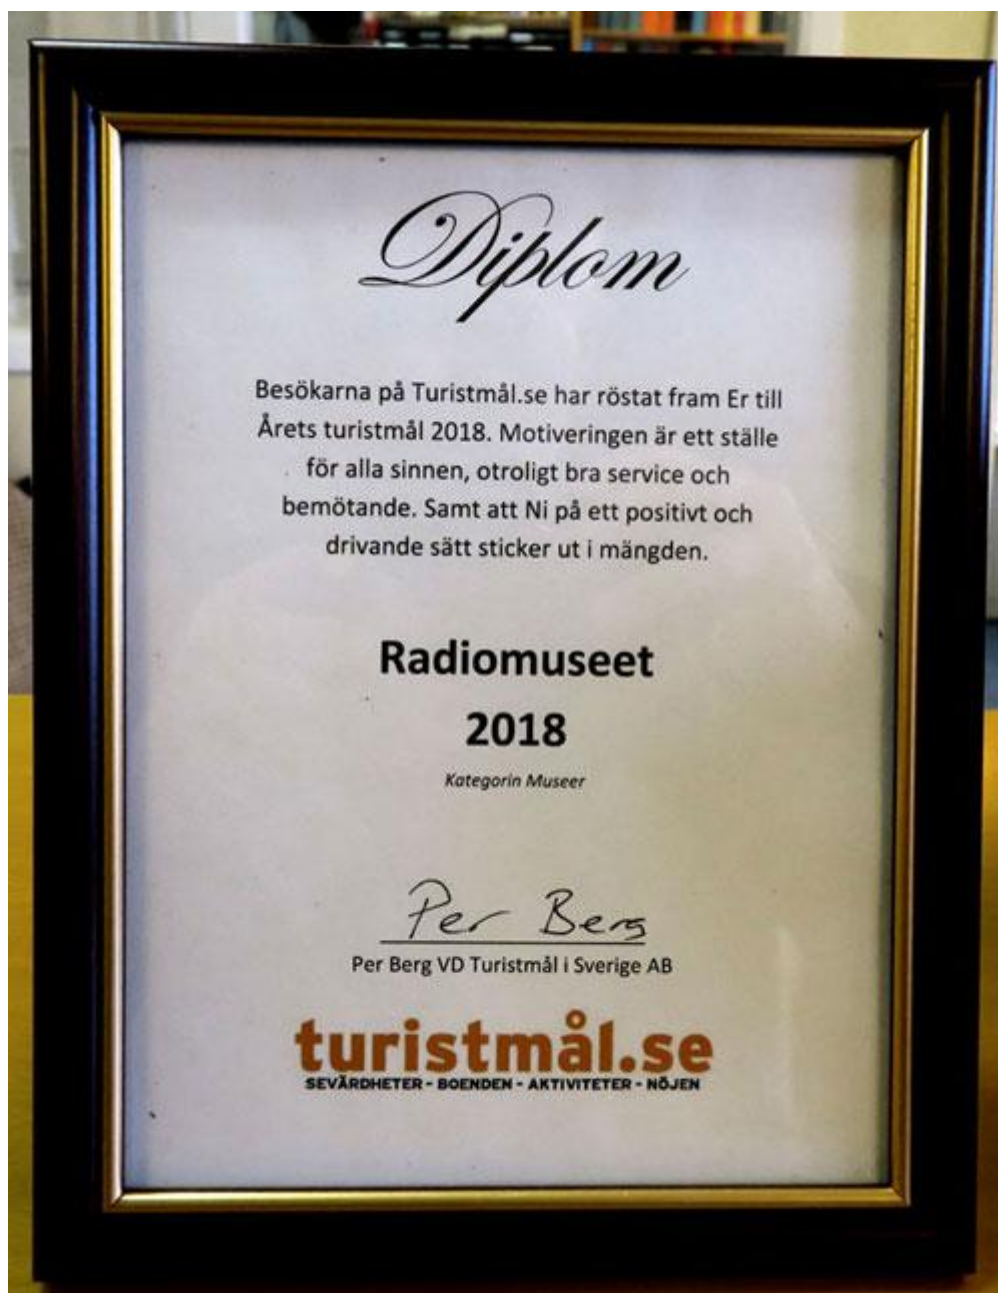 Diplom
Besökarna på Turistmål.se har röstat fram Er till
Årets turistmål 2018. Motiveringen är ett ställe
för alla sinnen, otroligt bra service och
bemötande. Samt att Ni på ett positivt och
drivande sätt sticker ut i mängden.
Radiomuseet
2018
Kategorin Museer
Per Berg
Per Berg VD Turistmål i Sverige AB
turistmål.se
SEVÄRDHETER - BOENDEN - AKTIVITETER - NÖJEN